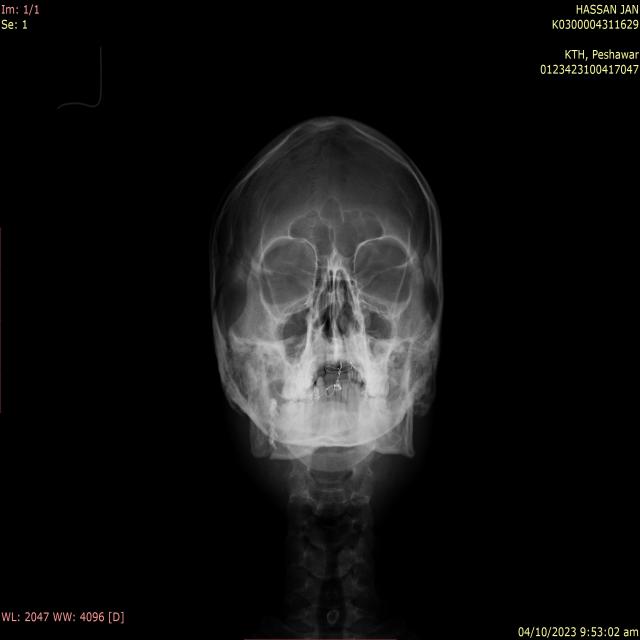 Im: 1/1
Se: 1
HASSAN JAN
K0300004311629
KTH, Peshawar
0123423100417047
WL: 2047 WW: 4096 [D]
04/10/2023 9:53:02 am